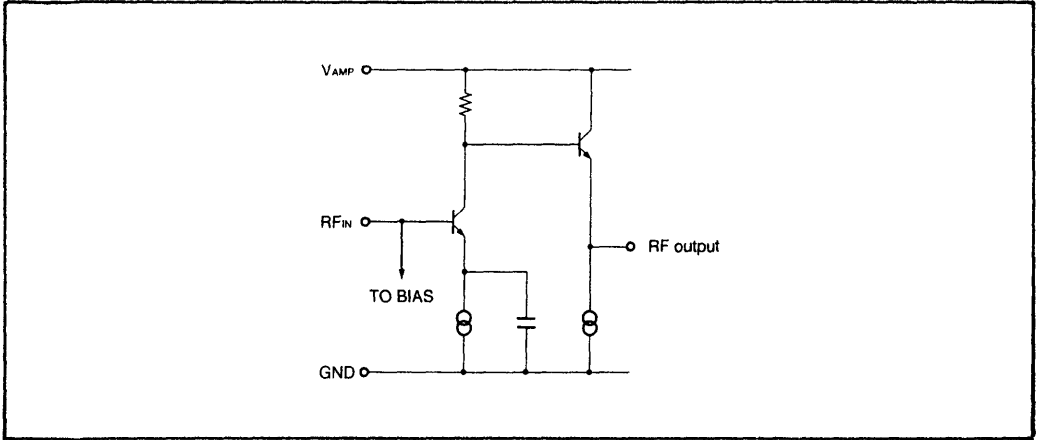 VAMP
RFIN
RF output
TO BIAS
GND